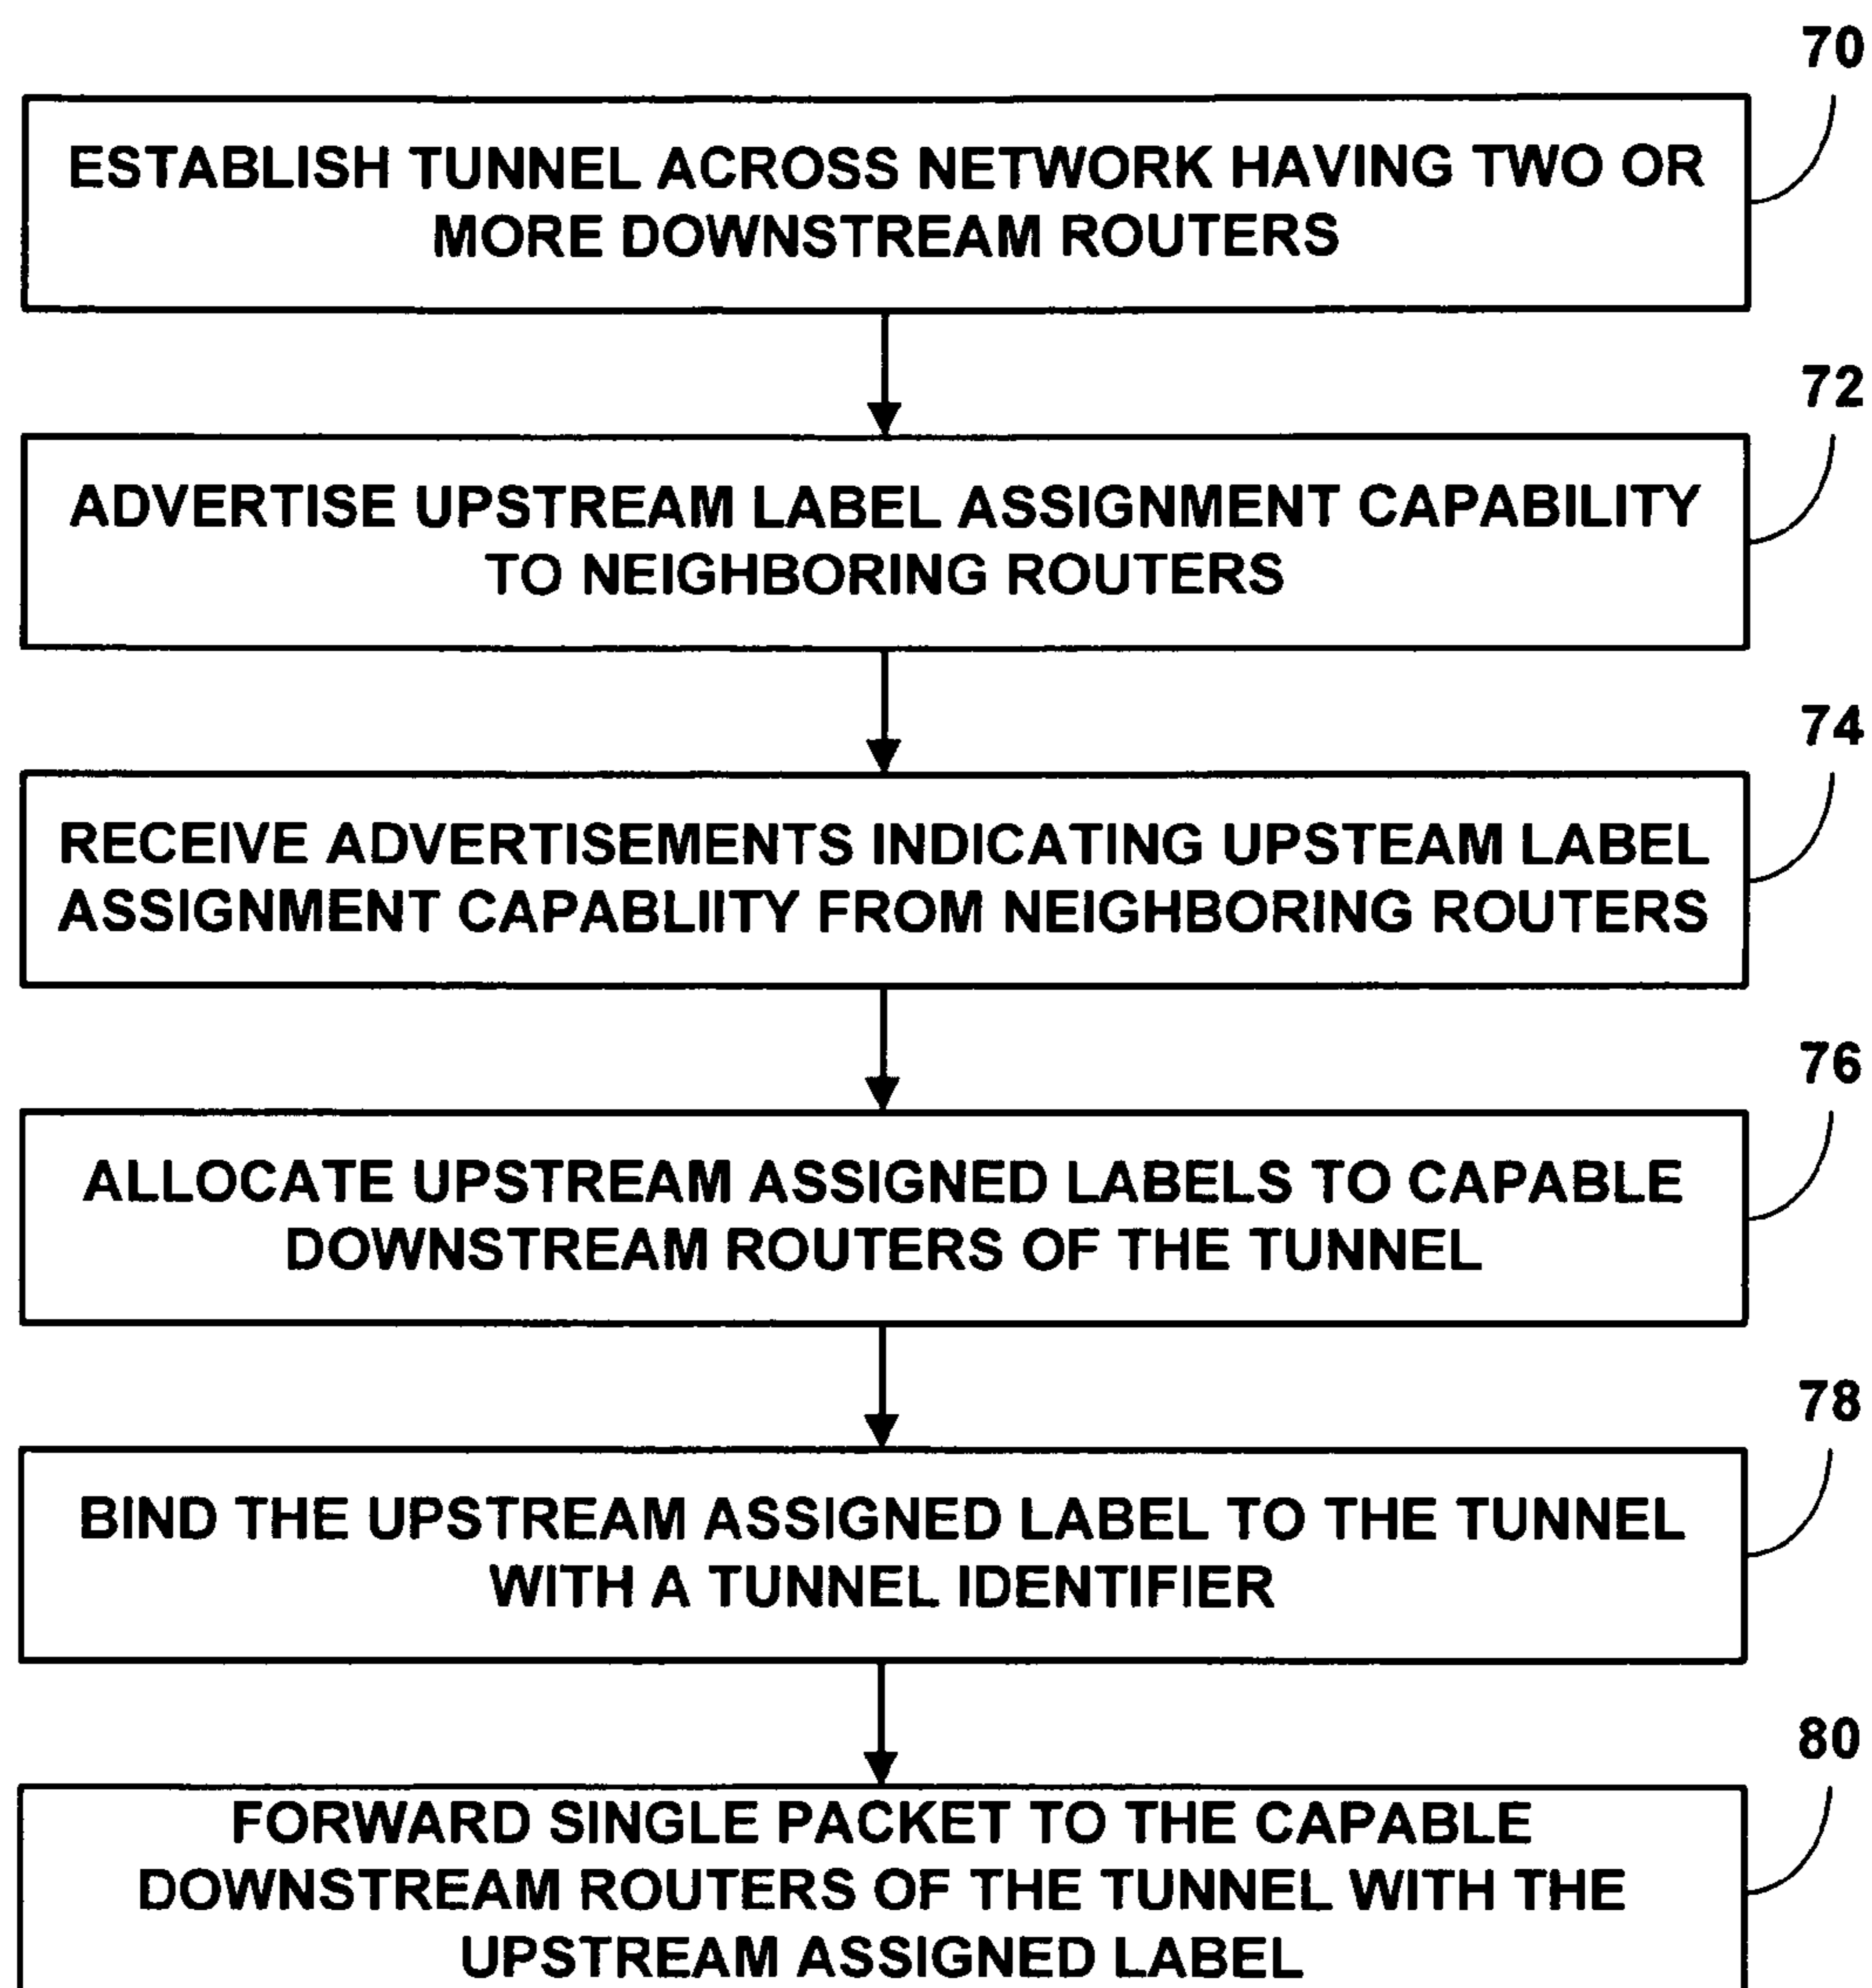 70
ESTABLISH TUNNEL ACROSS NETWORK HAVING TWO OR
MORE DOWNSTREAM ROUTERS
72
ADVERTISE UPSTREAM LABEL ASSIGNMENT CAPABILITY
TO NEIGHBORING ROUTERS
74
RECEIVE ADVERTISEMENTS INDICATING UPSTEAM LABEL
ASSIGNMENT CAPABLIITY FROM NEIGHBORING ROUTERS
76
ALLOCATE UPSTREAM ASSIGNED LABELS TO CAPABLE
DOWNSTREAM ROUTERS OF THE TUNNEL
78
BIND THE UPSTREAM ASSIGNED LABEL TO THE TUNNEL
WITH A TUNNEL IDENTIFIER
80
FORWARD SINGLE PACKET TO THE CAPABLE
DOWNSTREAM ROUTERS OF THE TUNNEL WITH THE
UPSTREAM ASSIGNED LABEL